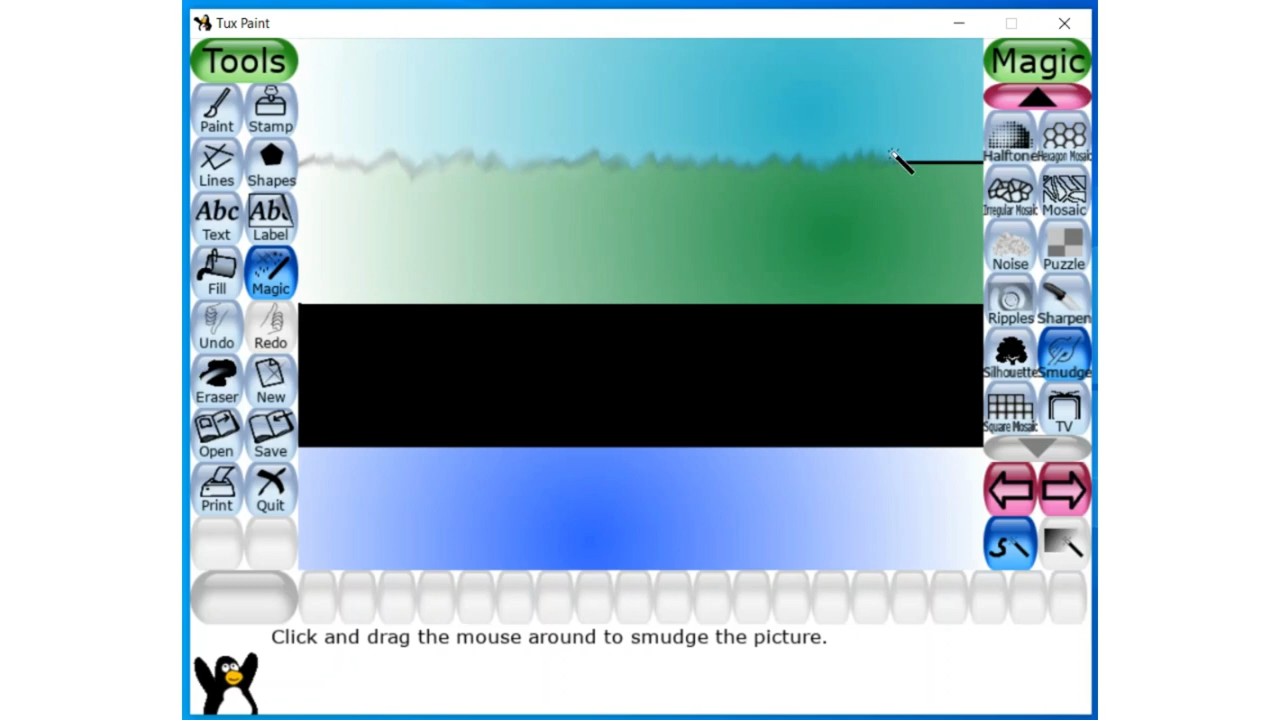 Tux Paint
Tools
Magic
Paint
Stamp
Halftone
Hexagon Mosaic
Lines
Shapes
Irregular Mosaic
Mosaic
Abc
Abc
Text
Label
Noise
Puzzle
Fill
Magic
Ripples
Sharpen
Undo
Redo
Silhouette
Smudge
Eraser
New
Square Mosaic
TV
Open
Save
Print
Quit
Click and drag the mouse around to smudge the picture.